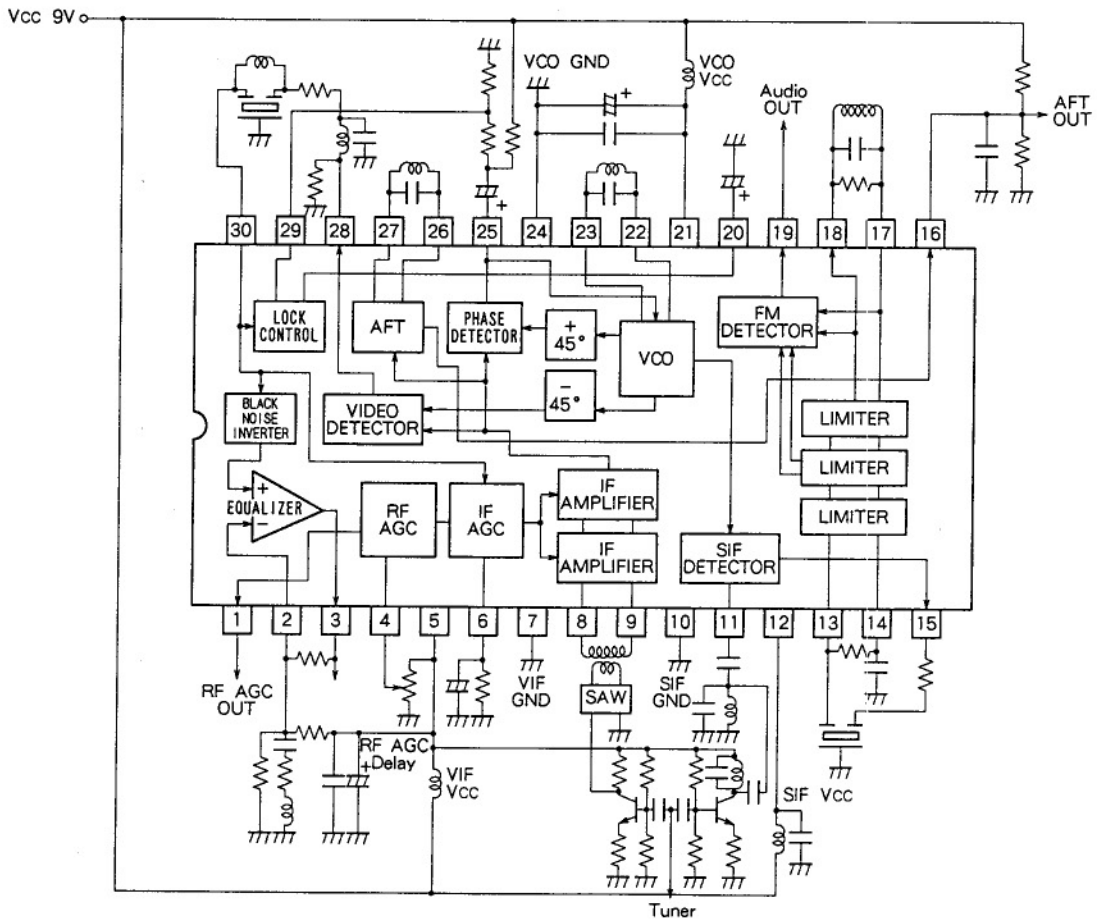 Vcc 9V
VCO GND
VCO
Vcc
Audio
OUT
AFT
OUT
+
+
+
30
29
28
27
26
25
24
23
22
21
20
19
18
17
16
LOCK
CONTROL
AFT
PHASE
DETECTOR
+
45°
VCO
FM
DETECTOR
BLACK
NOISE
INVERTER
VIDEO
DETECTOR
−
45°
LIMITER
LIMITER
LIMITER
+
EQUALIZER
−
RF
AGC
IF
AGC
IF
AMPLIFIER
IF
AMPLIFIER
SIF
DETECTOR
1
2
3
4
5
6
7
8
9
10
11
12
13
14
15
RF AGC
OUT
VIF
GND
SAW
SIF
GND
RF AGC
Delay
+
VIF
Vcc
SIF Vcc
Tuner